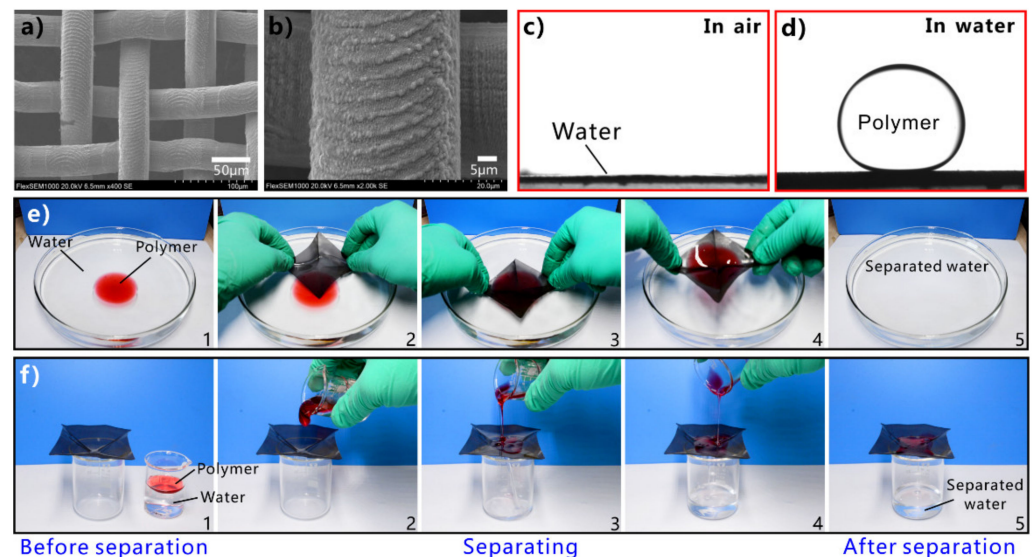 a)
50μm
FlexSEM1000 20.0kV 6.5mm x400 SE
100μm
b)
5μm
FlexSEM1000 20.0kV 6.5mm x2.00k SE
20.0μm
c)
In air
Water
d)
In water
Polymer
e)
Water
Polymer
1
2
3
4
Separated water
5
f)
Polymer
Water
1
2
3
4
Separated
water
5
Before separation
Separating
After separation